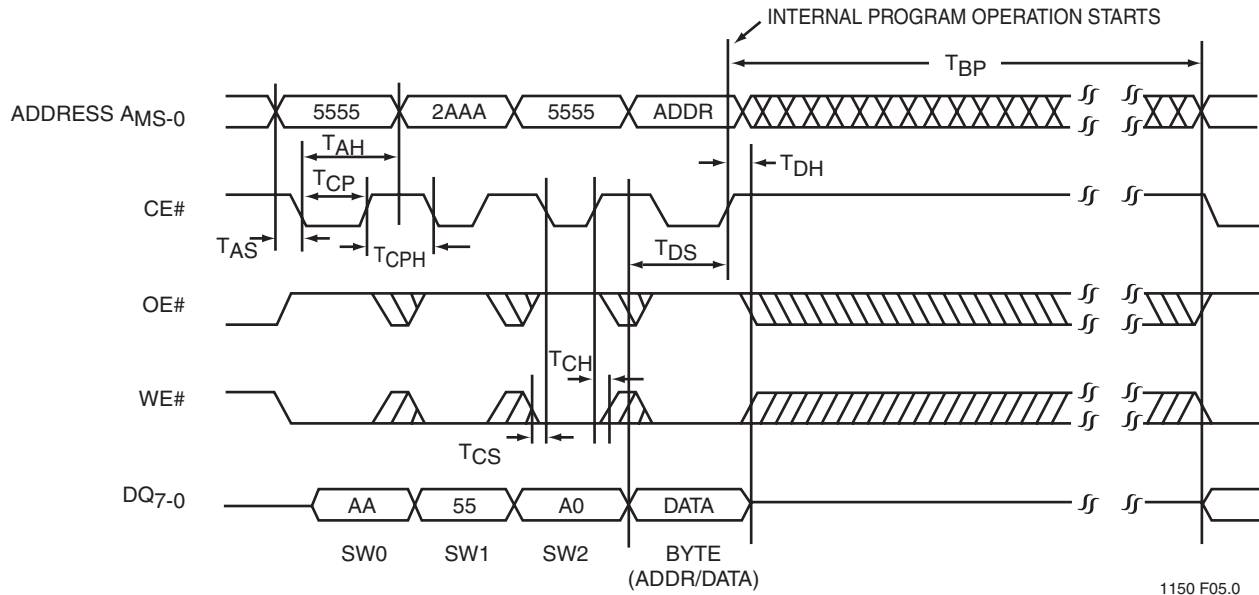 INTERNAL PROGRAM OPERATION STARTS
TBP
ADDRESS AMS-0
5555
2AAA
5555
ADDR
TAH
TDH
TCP
CE#
TAS
TCPH
TDS
OE#
TCH
WE#
TCS
DQ7-0
AA
55
A0
DATA
SW0
SW1
SW2
BYTE
(ADDR/DATA)
1150 F05.0